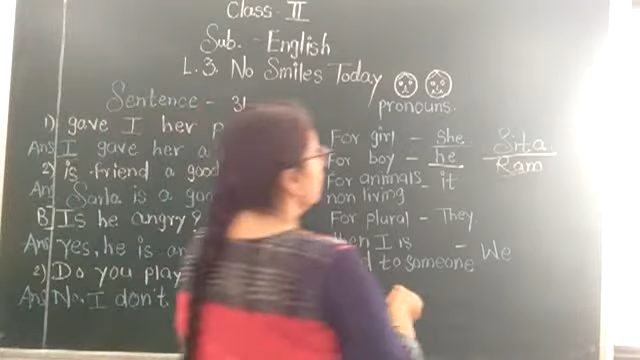 Class - II
Sub. - English
L. 3. No Smiles Today
Sentence - 
1) gave I her
Ans I gave her a
2) is friend a good
Ans Sarla is a
B) Is he angry?
Ans Yes, he is
2) Do you play
Ans No, I don't
pronouns.
For girl - she Sita
For boy - he Ram
For animals - it
non living
For plural - They
I is - We
to someone